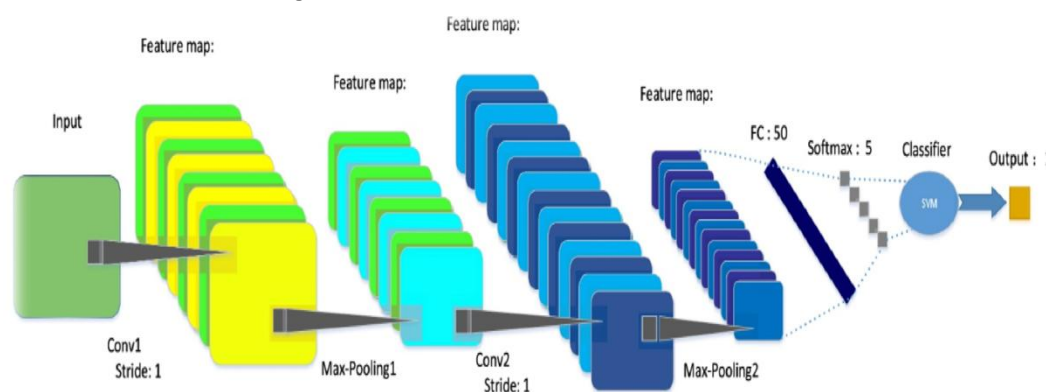 Feature map:
Feature map:
Feature map:
Feature map:
Input
FC : 50
Softmax : 5
Classifier
Output :
SVM
Conv1
Stride: 1
Max-Pooling1
Conv2
Stride: 1
Max-Pooling2